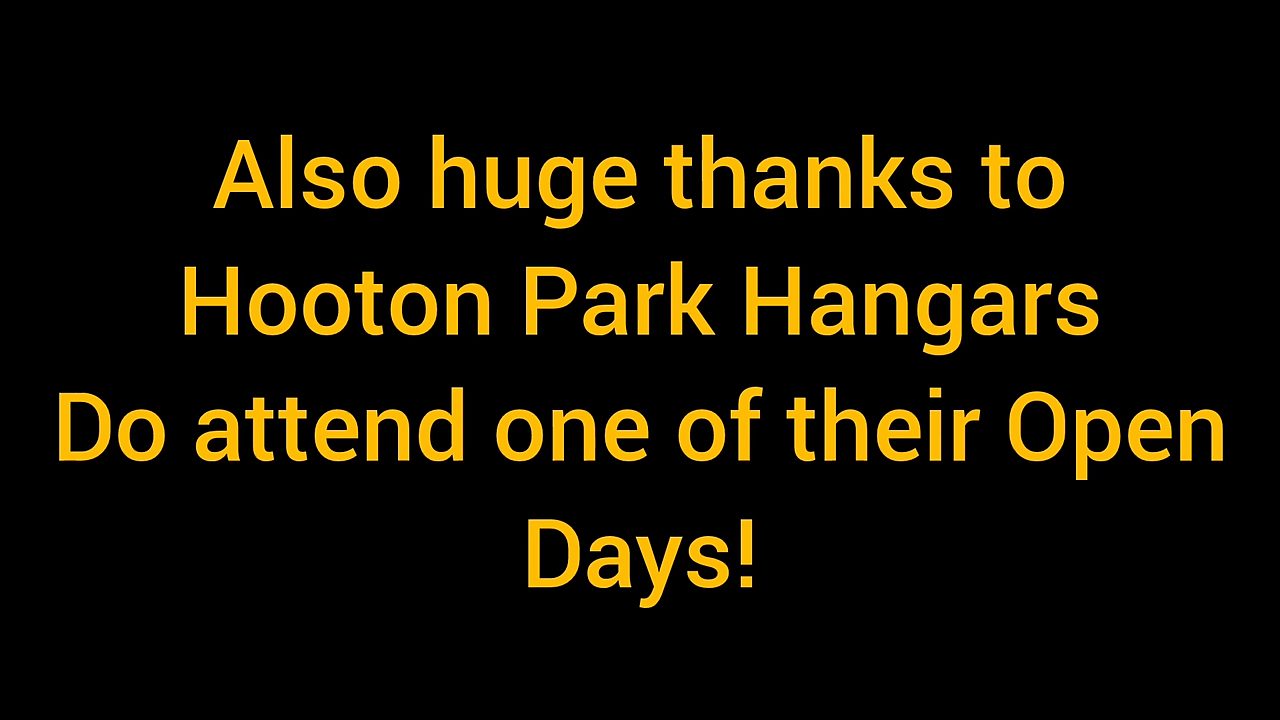 Also huge thanks to
Hooton Park Hangars
Do attend one of their Open
Days!